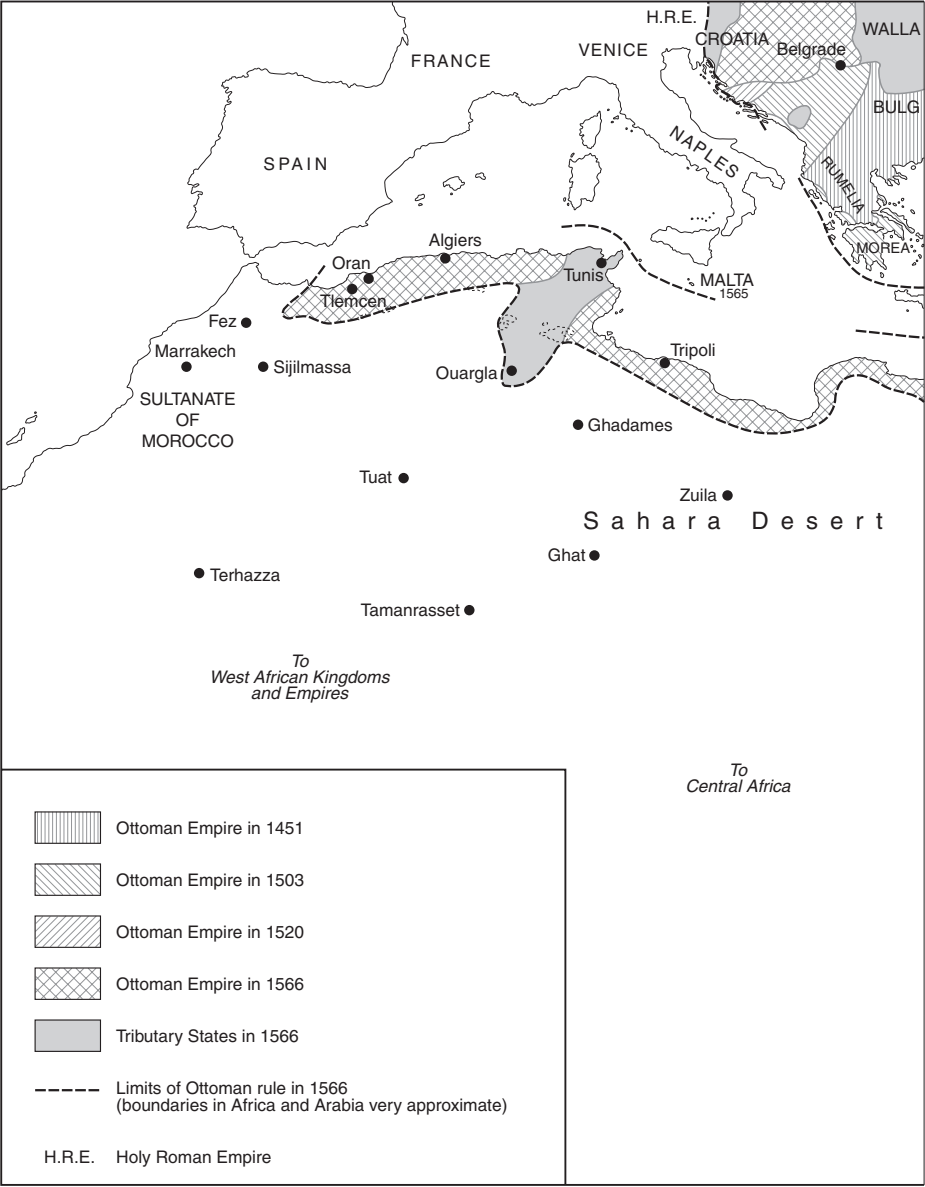 H.R.E.
CROATIA
WALLA
FRANCE
VENICE
Belgrade
BULG
SPAIN
NAPLES
RUMELIA
MOREA
Algiers
Oran
Tunis
MALTA
1565
Tlemcen
Fez
Marrakech
Sijilmassa
Ouargla
Tripoli
SULTANATE
OF
MOROCCO
Ghadames
Tuat
Zuila
Sahara Desert
Ghat
Terhazza
Tamanrasset
To
West African Kingdoms
and Empires
To
Central Africa
Ottoman Empire in 1451
Ottoman Empire in 1503
Ottoman Empire in 1520
Ottoman Empire in 1566
Tributary States in 1566
Limits of Ottoman rule in 1566
(boundaries in Africa and Arabia very approximate)
H.R.E. Holy Roman Empire